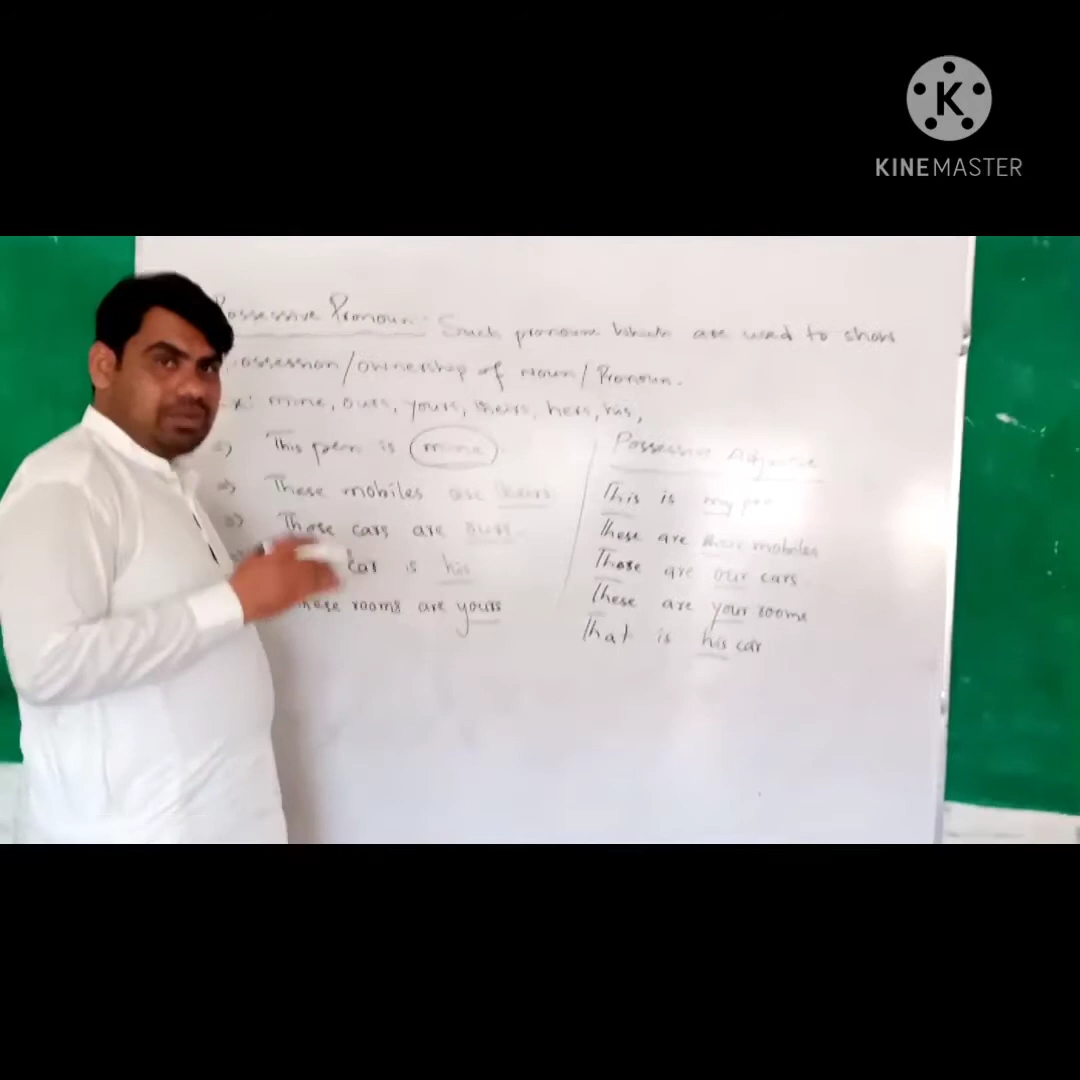 K
KINEMASTER
Possessive Pronoun:- Such pronouns which are used to show
possession/ownership of Noun/Pronoun.
Ex: mine, ours, yours, theirs, hers, his,
This pen is mine.
These mobiles are theirs
Those cars are ours.
car is his
These rooms are yours
Possessive Adjective
This is my pen
These are their mobiles
Those are our cars
These are your rooms
That is his car